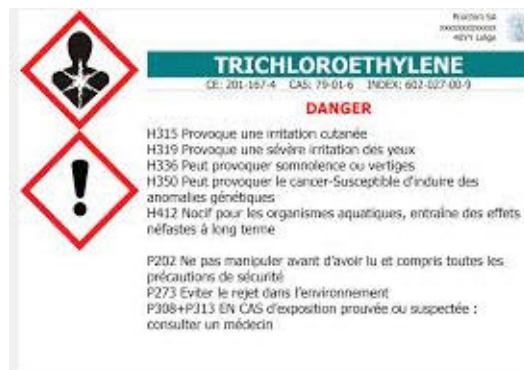 TRICHLOROETHYLENE
CE: 201-167-4 CAS: 79-01-6 INDEX: 602-027-00-9
DANGER
H315 Provoque une irritation cutanée
H319 Provoque une sévère irritation des yeux
H336 Peut provoquer somnolence ou vertiges
H350 Peut provoquer le cancer-Susceptible d'induire des
anomalies génétiques
H412 Nocif pour les organismes aquatiques, entraîne des effets
néfastes à long terme
P202 Ne pas manipuler avant d'avoir lu et compris toutes les
précautions de sécurité
P273 Eviter le rejet dans l'environnement
P308+P313 EN CAS d'exposition prouvée ou suspectée :
consulter un médecin